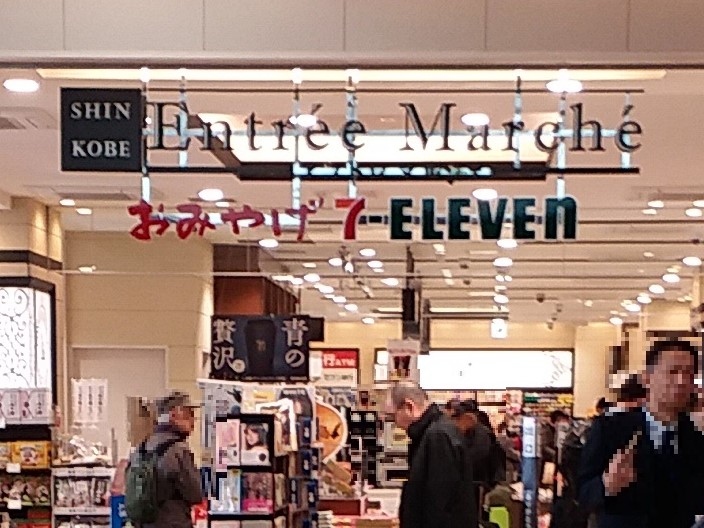 SHIN
KOBE
Entrée Marché
おみやげ 7-ELEVEn
青の
贅沢。